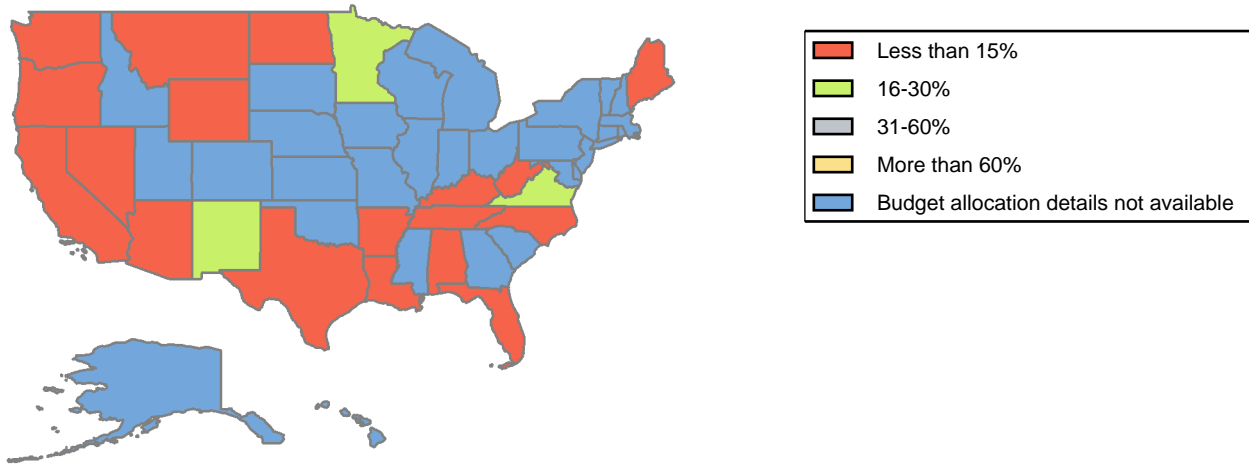 Less than 15%
16-30%
31-60%
More than 60%
Budget allocation details not available